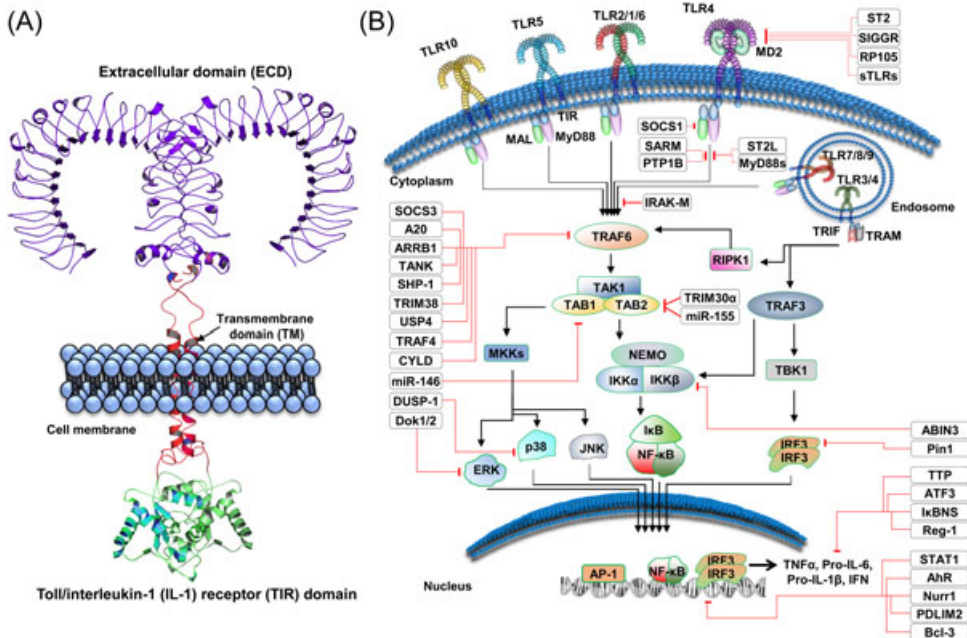 (A)
Extracellular domain (ECD)
Transmembrane
domain (TM)
Cell membrane
Toll/interleukin-1 (IL-1) receptor (TIR) domain
(B)
TLR10
TLR5
TLR2/1/6
TLR4
MD2
ST2
SIGGR
RP105
sTLRs
TIR
MAL
MyD88
SOCS1
SARM
PTP1B
ST2L
MyD88s
Cytoplasm
TLR7/8/9
TLR3/4
Endosome
TRIF
TRAM
IRAK-M
SOCS3
A20
ARRB1
TANK
SHP-1
TRIM38
USP4
TRAF4
CYLD
miR-146
DUSP-1
Dok1/2
TRAF6
RIPK1
TAK1
TAB1
TAB2
TRIM30α
miR-155
TRAF3
MKKs
NEMO
IKKα
IKKβ
TBK1
ERK
p38
JNK
IκB
NF-κB
IRF3
IRF3
ABIN3
Pin1
TTP
ATF3
IκBNS
Reg-1
Nucleus
AP-1
NF-κB
IRF3
IRF3
TNFα, Pro-IL-6,
Pro-IL-1β, IFN
STAT1
AhR
Nurr1
PDLIM2
Bcl-3